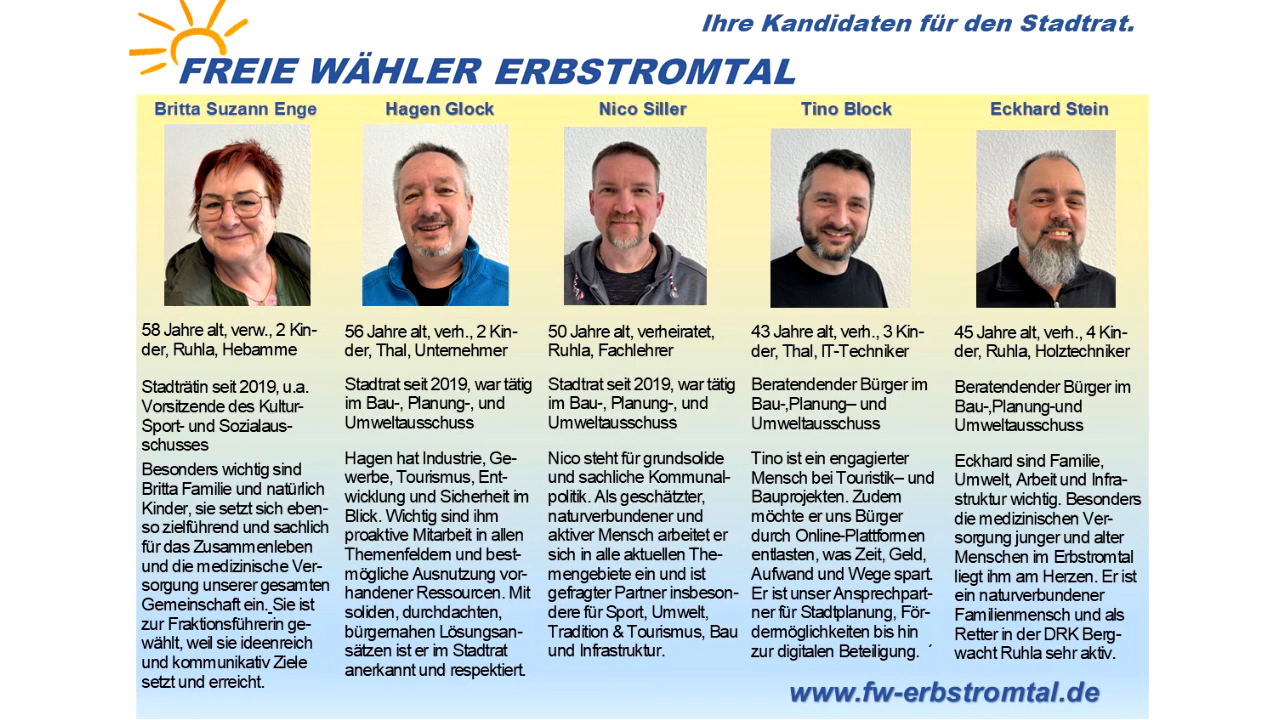 Ihre Kandidaten für den Stadtrat.
FREIE WÄHLER ERBSTROMTAL
Britta Suzann Enge
58 Jahre alt, verw., 2 Kin-
der, Ruhla, Hebamme
Stadträtin seit 2019, u.a.
Vorsitzende des Kultur-
Sport- und Sozialaus-
schusses
Besonders wichtig sind
Britta Familie und natürlich
Kinder, sie setzt sich eben-
so zielführend und sachlich
für das Zusammenleben
und die medizinische Ver-
sorgung unserer gesamten
Gemeinschaft ein. Sie ist
zur Fraktionsführerin ge-
wählt, weil sie ideenreich
und kommunikativ Ziele
setzt und erreicht.
Hagen Glock
56 Jahre alt, verh., 2 Kin-
der, Thal, Unternehmer
Stadtrat seit 2019, war tätig
im Bau-, Planung-, und
Umweltausschuss
Hagen hat Industrie, Ge-
werbe, Tourismus, Ent-
wicklung und Sicherheit im
Blick. Wichtig sind ihm
proaktive Mitarbeit in allen
Themenfeldern und best-
mögliche Ausnutzung vor-
handener Ressourcen. Mit
soliden, durchdachten,
bürgernahen Lösungsan-
sätzen ist er im Stadtrat
anerkannt und respektiert.
Nico Siller
50 Jahre alt, verheiratet,
Ruhla, Fachlehrer
Stadtrat seit 2019, war tätig
im Bau-, Planung-, und
Umweltausschuss
Nico steht für grundsolide
und sachliche Kommunal-
politik. Als geschätzter,
naturverbundener und
aktiver Mensch arbeitet er
sich in alle aktuellen The-
mengebiete ein und ist
gefragter Partner insbeson-
dere für Sport, Umwelt,
Tradition & Tourismus, Bau
und Infrastruktur.
Tino Block
43 Jahre alt, verh., 3 Kin-
der, Thal, IT-Techniker
Beratendender Bürger im
Bau-,Planung– und
Umweltausschuss
Tino ist ein engagierter
Mensch bei Touristik– und
Bauprojekten. Zudem
möchte er uns Bürger
durch Online-Plattformen
entlasten, was Zeit, Geld,
Aufwand und Wege spart.
Er ist unser Ansprechpart-
ner für Stadtplanung, För-
dermöglichkeiten bis hin
zur digitalen Beteiligung. ´
Eckhard Stein
45 Jahre alt, verh., 4 Kin-
der, Ruhla, Holztechniker
Beratendender Bürger im
Bau-,Planung-und
Umweltausschuss
Eckhard sind Familie,
Umwelt, Arbeit und Infra-
struktur wichtig. Besonders
die medizinischen Ver-
sorgung junger und alter
Menschen im Erbstromtal
liegt ihm am Herzen. Er ist
ein naturverbundener
Familienmensch und als
Retter in der DRK Berg-
wacht Ruhla sehr aktiv.
www.fw-erbstromtal.de